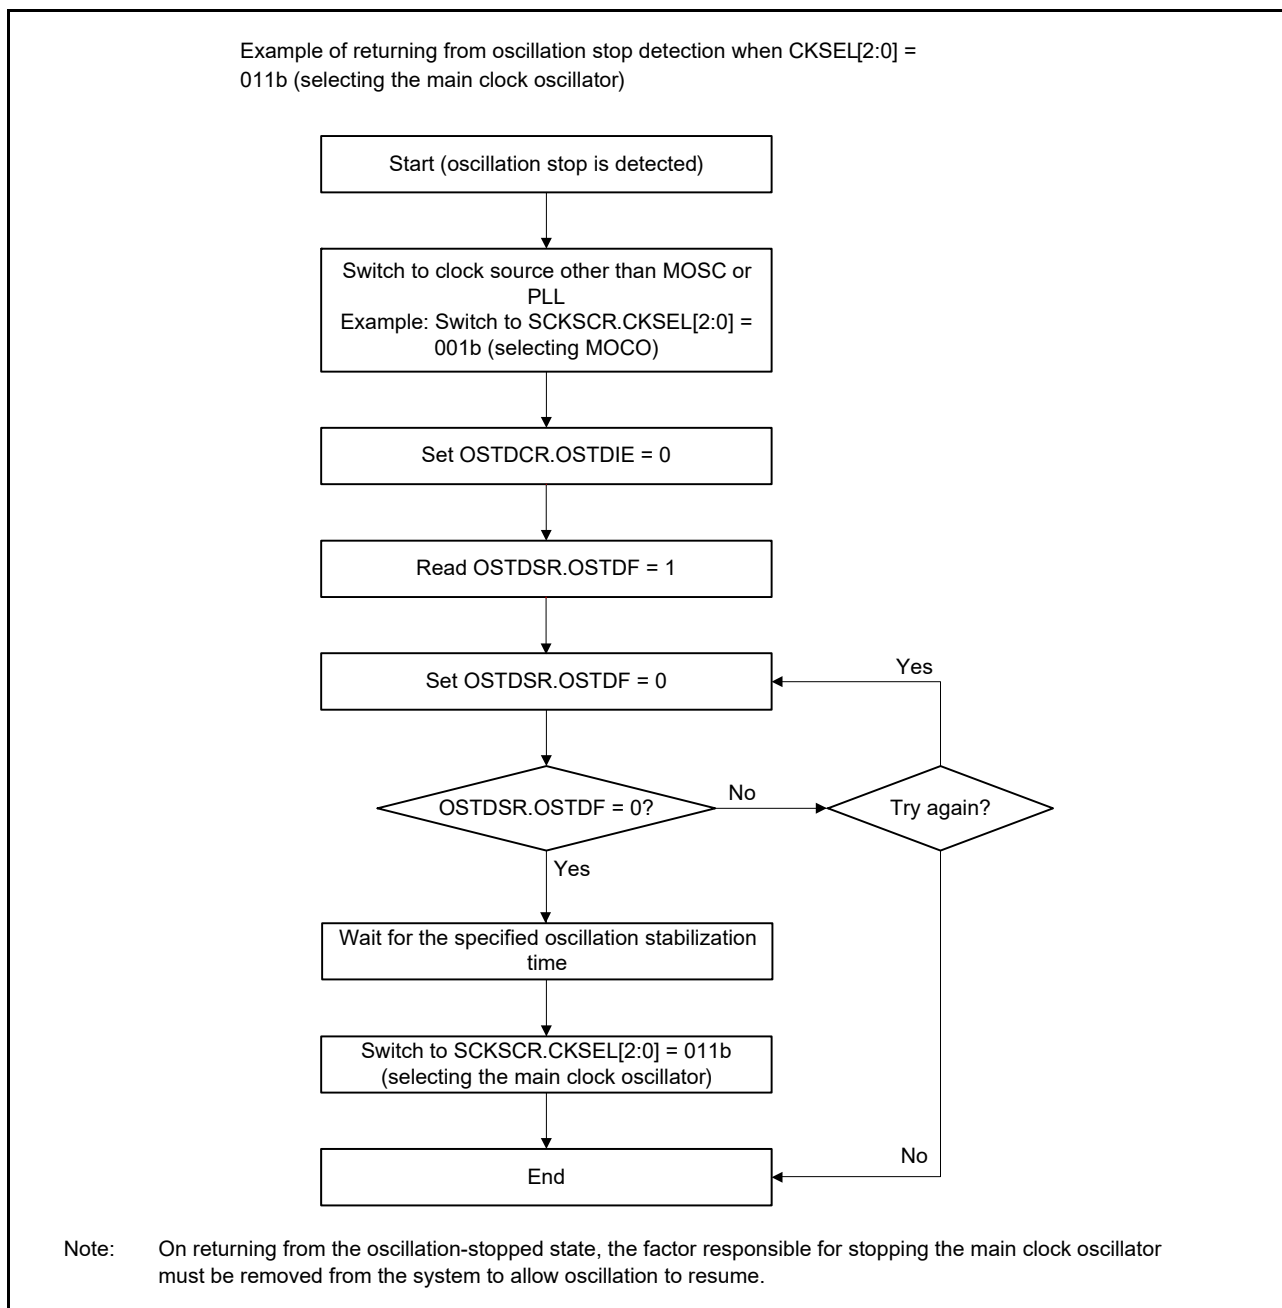 Example of returning from oscillation stop detection when CKSEL[2:0] =
011b (selecting the main clock oscillator)
Start (oscillation stop is detected)
Switch to clock source other than MOSC or
PLL
Example: Switch to SCKSCR.CKSEL[2:0] =
001b (selecting MOCO)
Set OSTDCR.OSTDIE = 0
Read OSTDSR.OSTDF = 1
Set OSTDSR.OSTDF = 0
Yes
OSTDSR.OSTDF = 0?
No
Try again?
Yes
Wait for the specified oscillation stabilization
time
Switch to SCKSCR.CKSEL[2:0] = 011b
(selecting the main clock oscillator)
No
End
Note: On returning from the oscillation-stopped state, the factor responsible for stopping the main clock oscillator
must be removed from the system to allow oscillation to resume.